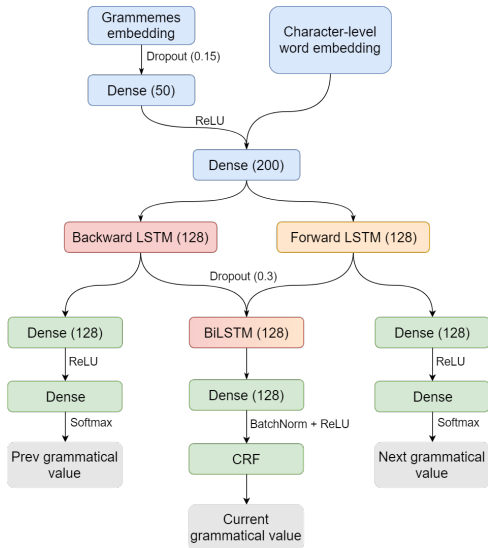 Grammemes
embedding
Character-level
word embedding
Dropout (0.15)
Dense (50)
ReLU
Dense (200)
Backward LSTM (128)
Forward LSTM (128)
Dropout (0.3)
Dense (128)
BiLSTM (128)
Dense (128)
ReLU
ReLU
Dense
Dense (128)
Dense
Softmax
BatchNorm + ReLU
Softmax
Prev grammatical
value
CRF
Next grammatical
value
Current
grammatical value